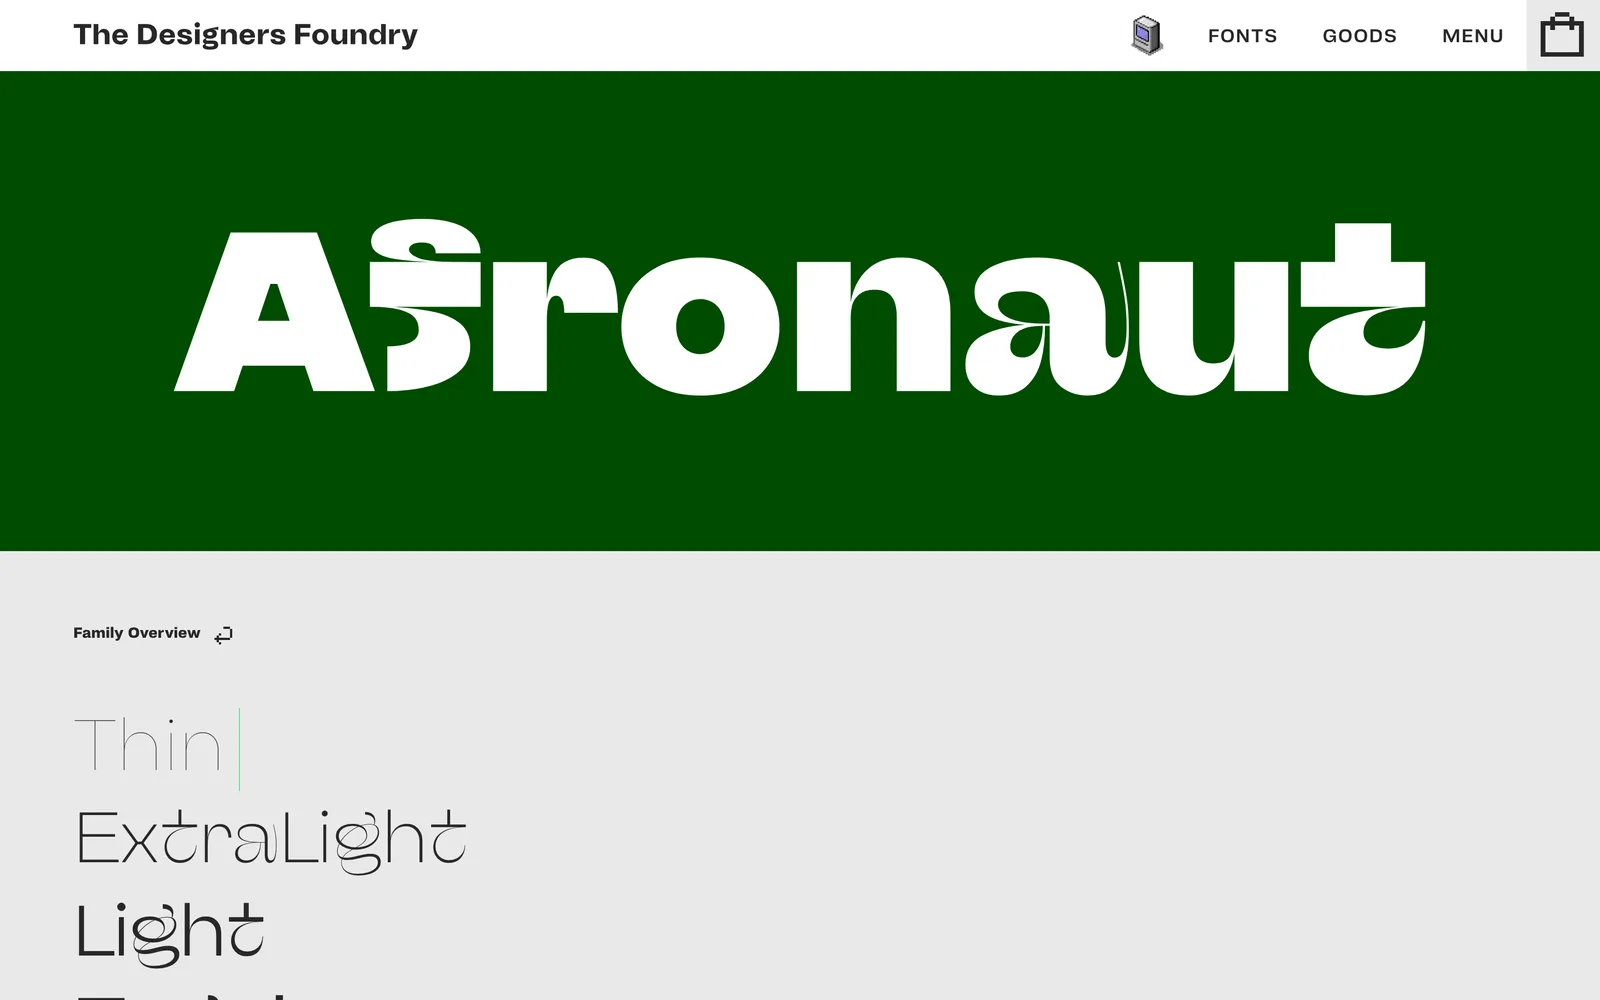 The Designers Foundry
FONTS GOODS MENU
Astronaut
Family Overview
Thin
ExtraLight
Light